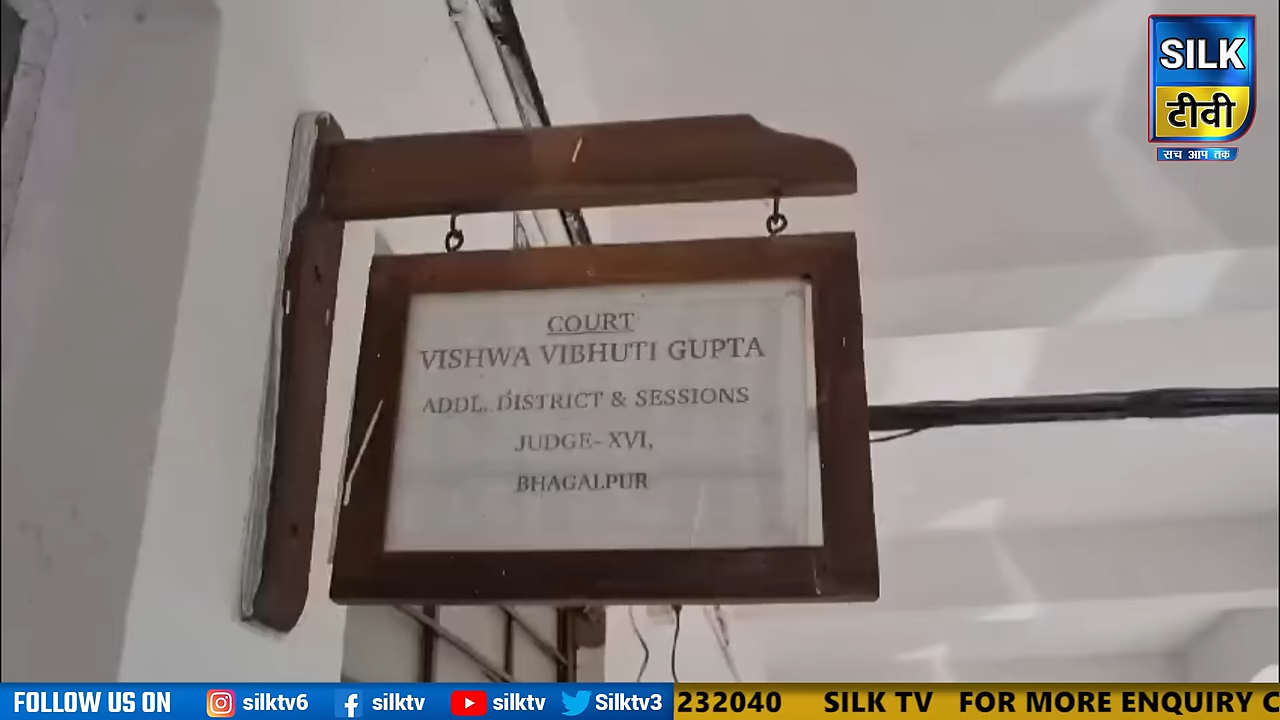 SILK
टीवी
सच आप तक
COURT
VISHWA VIBHUTI GUPTA
ADDL. DISTRICT & SESSIONS
JUDGE- XVI,
BHAGALPUR
FOLLOW US ON silktv6 silktv silktv Silktv3 232040 SILK TV FOR MORE ENQUIRY C